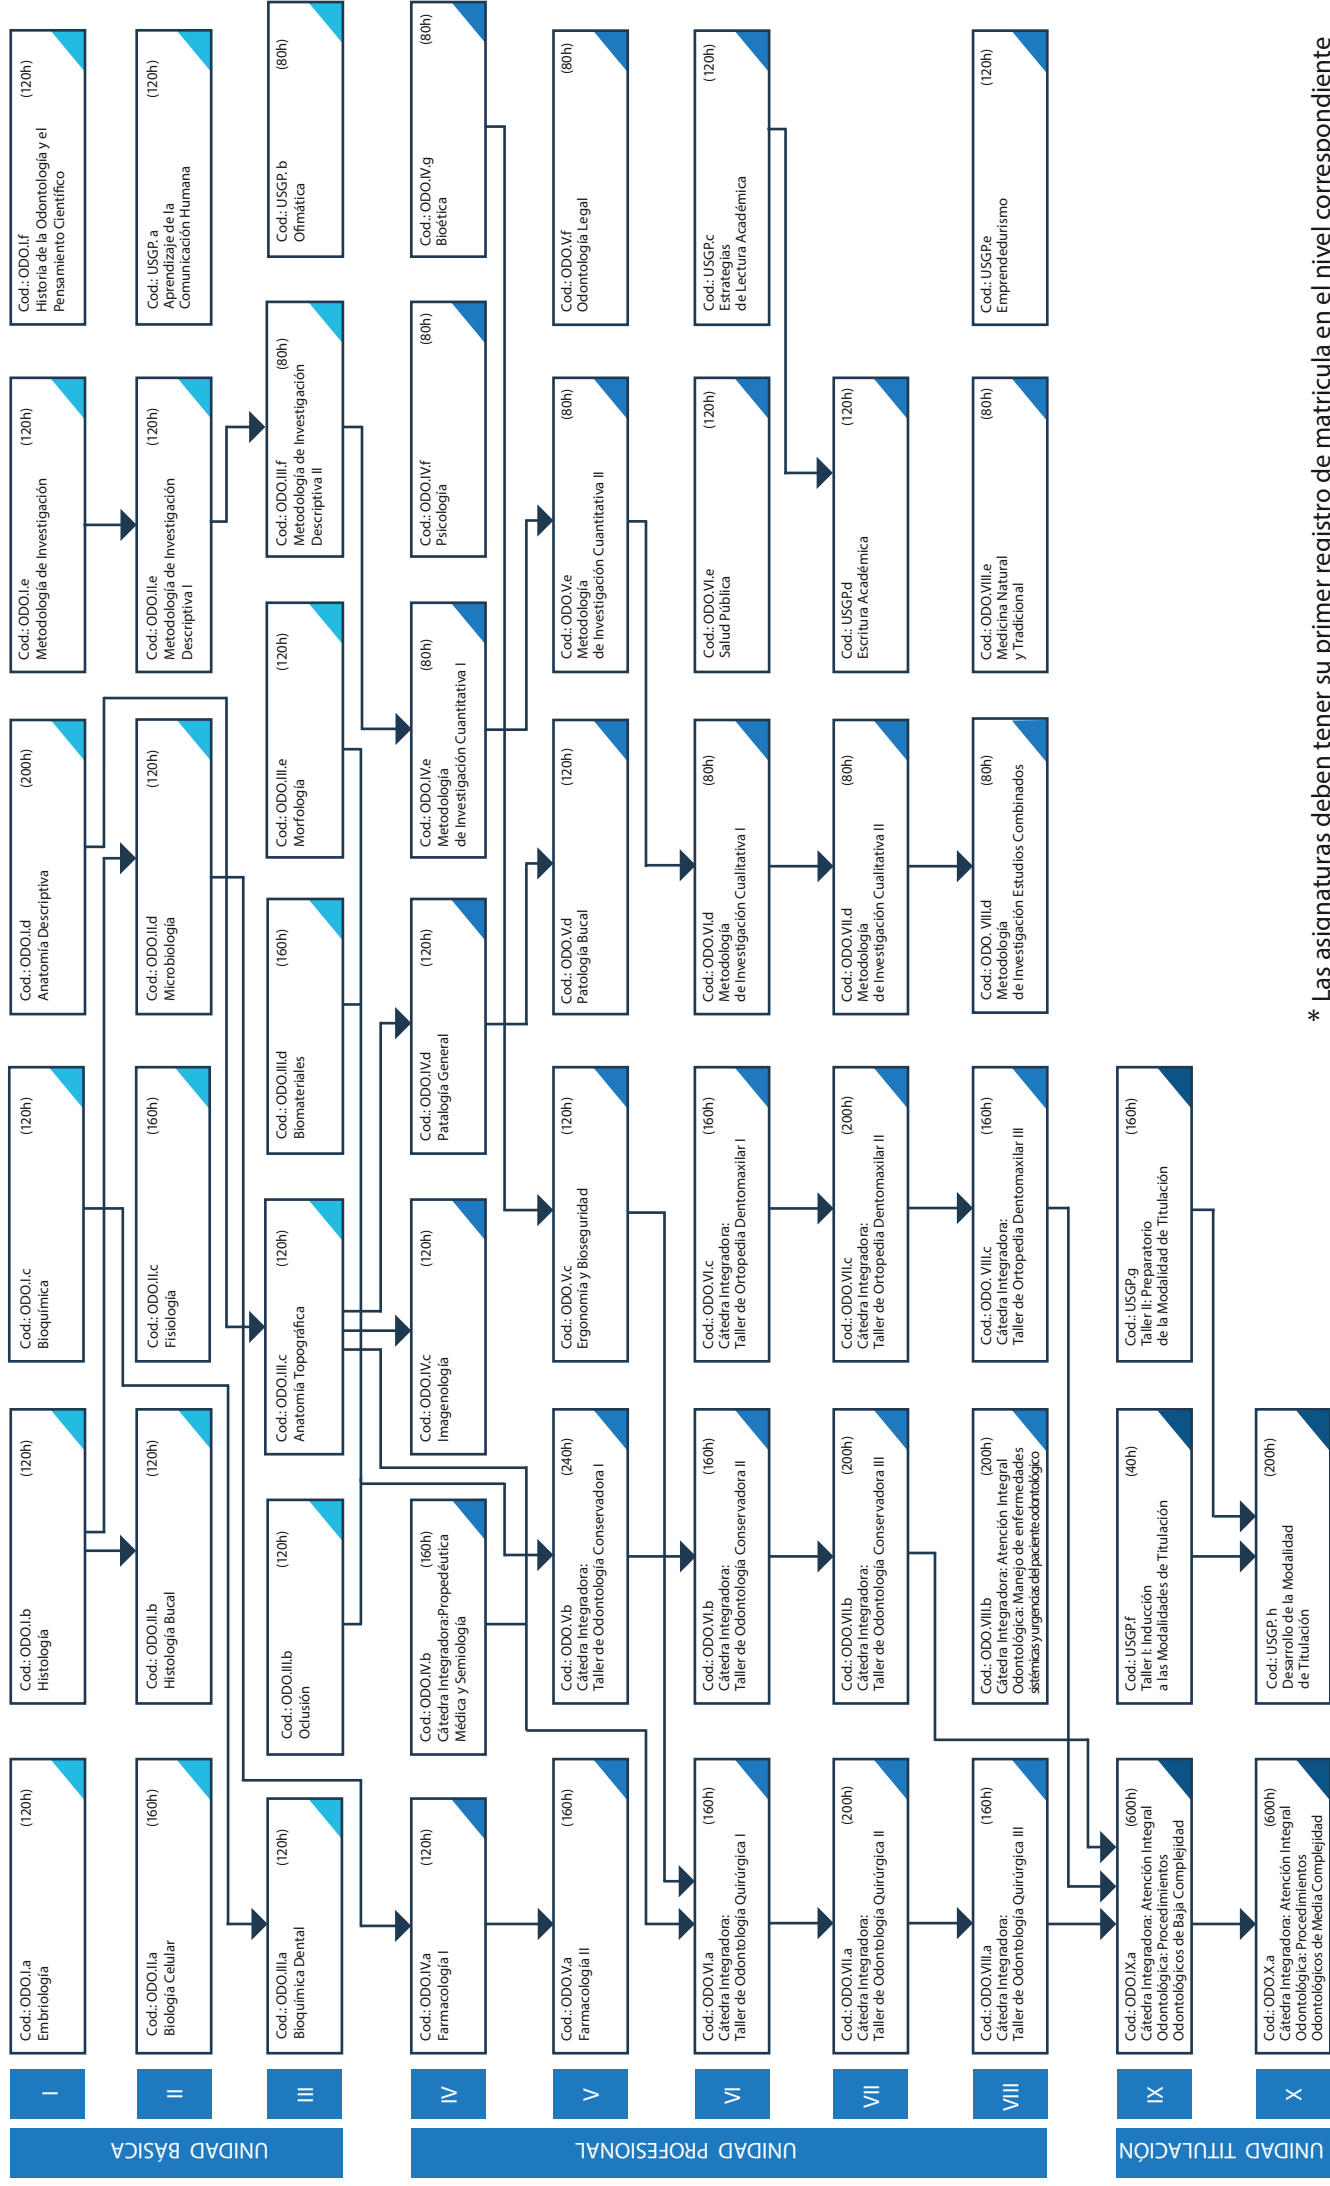 UNIDAD BÁSICA
I
Cod.: ODO.I.a
(120h)
Embriología
Cod.: ODO.I.b
(120h)
Histología
Cod.: ODO.I.c
(120h)
Bioquímica
Cod.: ODO.I.d
(200h)
Anatomía Descriptiva
Cod.: ODO.I.e
(120h)
Metodología de Investigación
Cod.: ODO.I.f
(120h)
Historia de la Odontología y el
Pensamiento Científico
II
Cod.: ODO.II.a
(160h)
Biología Celular
Cod.: ODO.II.b
(120h)
Histología Bucal
Cod.: ODO.II.c
(160h)
Fisiología
Cod.: ODO.II.d
(120h)
Microbiología
Cod.: ODO.II.e
(120h)
Metodología de Investigación
Descriptiva I
Cod.: USGP. a
(120h)
Aprendizaje de la
Comunicación Humana
III
Cod.: ODO.III.a
(120h)
Bioquímica Dental
Cod.: ODO.III.b
(120h)
Oclusión
Cod.: ODO.III.c
(120h)
Anatomía Topográfica
Cod.: ODO.III.d
(160h)
Biomateriales
Cod.: ODO.III.e
(120h)
Morfología
Cod.: ODO.III.f
(80h)
Metodología de Investigación
Descriptiva II
Cod.: USGP. b
(80h)
Ofimática
UNIDAD PROFESIONAL
IV
Cod.: ODO.IV.a
(120h)
Farmacología I
Cod.: ODO.IV.b
(160h)
Cátedra Integradora:Propedéutica
Médica y Semiología
Cod.: ODO.IV.c
(120h)
Imagenología
Cod.: ODO.IV.d
(120h)
Patalogía General
Cod.: ODO.IV.e
(80h)
Metodología
de Investigación Cuantitativa I
Cod.: ODO.IV.f
(80h)
Psicología
Cod.: ODO.IV.g
(80h)
Bioética
V
Cod.: ODO.V.a
(160h)
Farmacología II
Cod.: ODO.V.b
(240h)
Cátedra Integradora:
Taller de Odontología Conservadora I
Cod.: ODO.V.c
(120h)
Ergonomía y Bioseguridad
Cod.: ODO.V.d
(120h)
Patología Bucal
Cod.: ODO.V.e
(80h)
Metodología
de Investigación Cuantitativa II
Cod.: ODO.V.f
(80h)
Odontología Legal
VI
Cod.: ODO.VI.a
(160h)
Cátedra Integradora:
Taller de Odontología Quirúrgica I
Cod.: ODO.VI.b
(160h)
Cátedra Integradora:
Taller de Odontología Conservadora II
Cod.: ODO.VI.c
(160h)
Cátedra Integradora:
Taller de Ortopedia Dentomaxilar I
Cod.: ODO.VI.d
(80h)
Metodología
de Investigación Cualitativa I
Cod.: ODO.VI.e
(120h)
Salud Pública
Cod.: USGP.c
(120h)
Estrategias
de Lectura Académica
VII
Cod.: ODO.VII.a
(200h)
Cátedra Integradora:
Taller de Odontología Quirúrgica II
Cod.: ODO.VII.b
(200h)
Cátedra Integradora:
Taller de Odontología Conservadora III
Cod.: ODO.VII.c
(200h)
Cátedra Integradora:
Taller de Ortopedia Dentomaxilar II
Cod.: ODO.VII.d
(80h)
Metodología
de Investigación Cualitativa II
Cod.: USGP.d
(120h)
Escritura Académica
VIII
Cod.: ODO.VIII.a
(160h)
Cátedra Integradora:
Taller de Odontología Quirúrgica III
Cod.: ODO.VIII.b
(200h)
Cátedra Integradora: Atención Integral
Odontológica: Manejo de enfermedades
sistémicas y urgencias del paciente odontológico
Cod.: ODO. VIII.c
(160h)
Cátedra Integradora:
Taller de Ortopedia Dentomaxilar III
Cod.: ODO. VIII.d
(80h)
Metodología
de Investigación Estudios Combinados
Cod.: ODO.VIII.e
(80h)
Medicina Natural
y Tradicional
Cod.: USGP.e
(120h)
Emprendedurismo
UNIDAD TITULACIÓN
IX
Cod.: ODO.IX.a
(600h)
Cátedra Integradora: Atención Integral
Odontológica: Procedimientos
Odontológicos de Baja Complejidad
Cod.: USGP.f
(40h)
Taller I: Inducción
a las Modalidades de Titulación
Cod.: USGP.g
(160h)
Taller II: Preparatorio
de la Modalidad de Titulación
X
Cod.: ODO.X.a
(600h)
Cátedra Integradora: Atención Integral
Odontológica: Procedimientos
Odontológicos de Media Complejidad
Cod.: USGP. h
(200h)
Desarrollo de la Modalidad
de Titulación
* Las asignaturas deben tener su primer registro de matricula en el nivel correspondiente